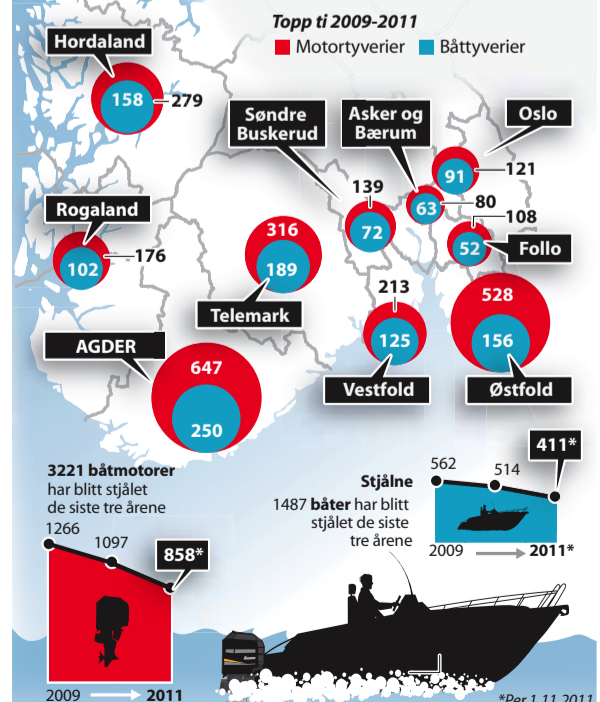 Topp ti 2009-2011
Motortyverier
Båttyverier
Hordaland
158
279
Søndre
Buskerud
139
72
Asker og
Bærum
80
63
Oslo
91
121
Rogaland
102
176
316
189
Telemark
108
52
Follo
AGDER
647
250
213
125
Vestfold
528
156
Østfold
3221 båtmotorer
har blitt stjålet
de siste tre årene
1266
1097
858*
2009
2011
Stjålne
1487 båter har blitt
stjålet de siste
tre årene
562
514
411*
2009
2011*
*Per 1.11.2011